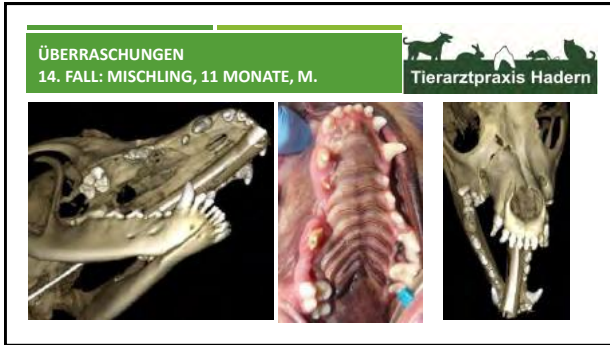 ÜBERRASCHUNGEN
14. FALL: MISCHLING, 11 MONATE, M.
Tierarztpraxis Hadern